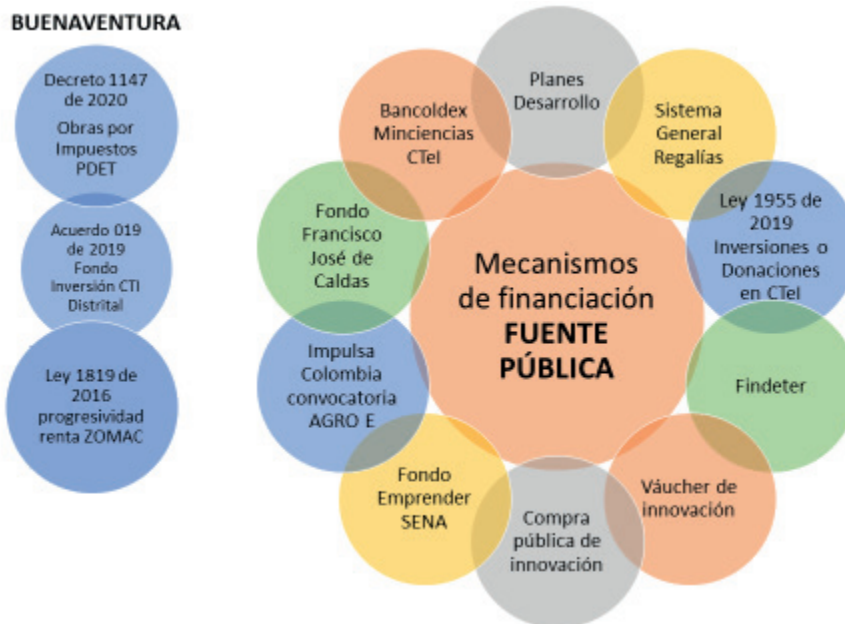 BUENAVENTURA
Decreto 1147
de 2020
Obras por
Impuestos
PDET
Acuerdo 019
de 2019
Fondo
Inversión CTI
Distrital
Ley 1819 de
2016
progresividad
renta ZOMAC
Mecanismos
de financiación
FUENTE
PÚBLICA
Planes
Desarrollo
Sistema
General
Regalías
Ley 1955 de
2019
Inversiones o
Donaciones
en CTeI
Findeter
Váucher de
innovación
Compra
pública de
innovación
Fondo
Emprender
SENA
Impulsa
Colombia
convocatoria
AGRO E
Fondo
Francisco
José de
Caldas
Bancoldex
Minciencias
CTeI